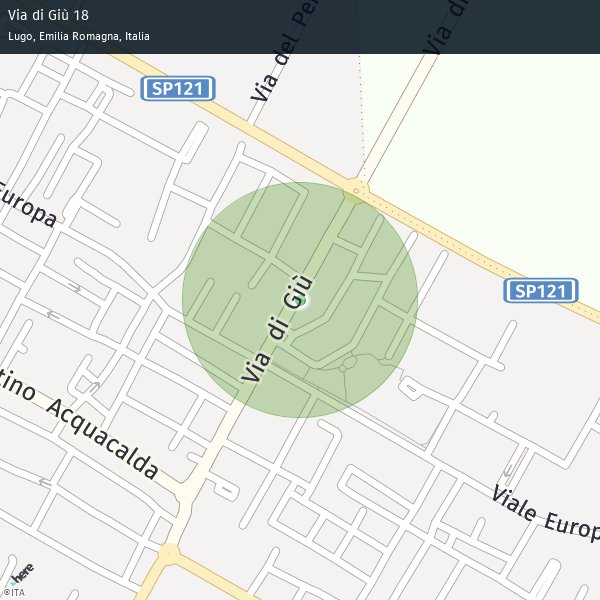 Via di Giù 18
Lugo, Emilia Romagna, Italia
Via del Per
Via di
SP121
Europa
SP121
Via di Giù
tino Acquacalda
Viale Europ
here
©ITA